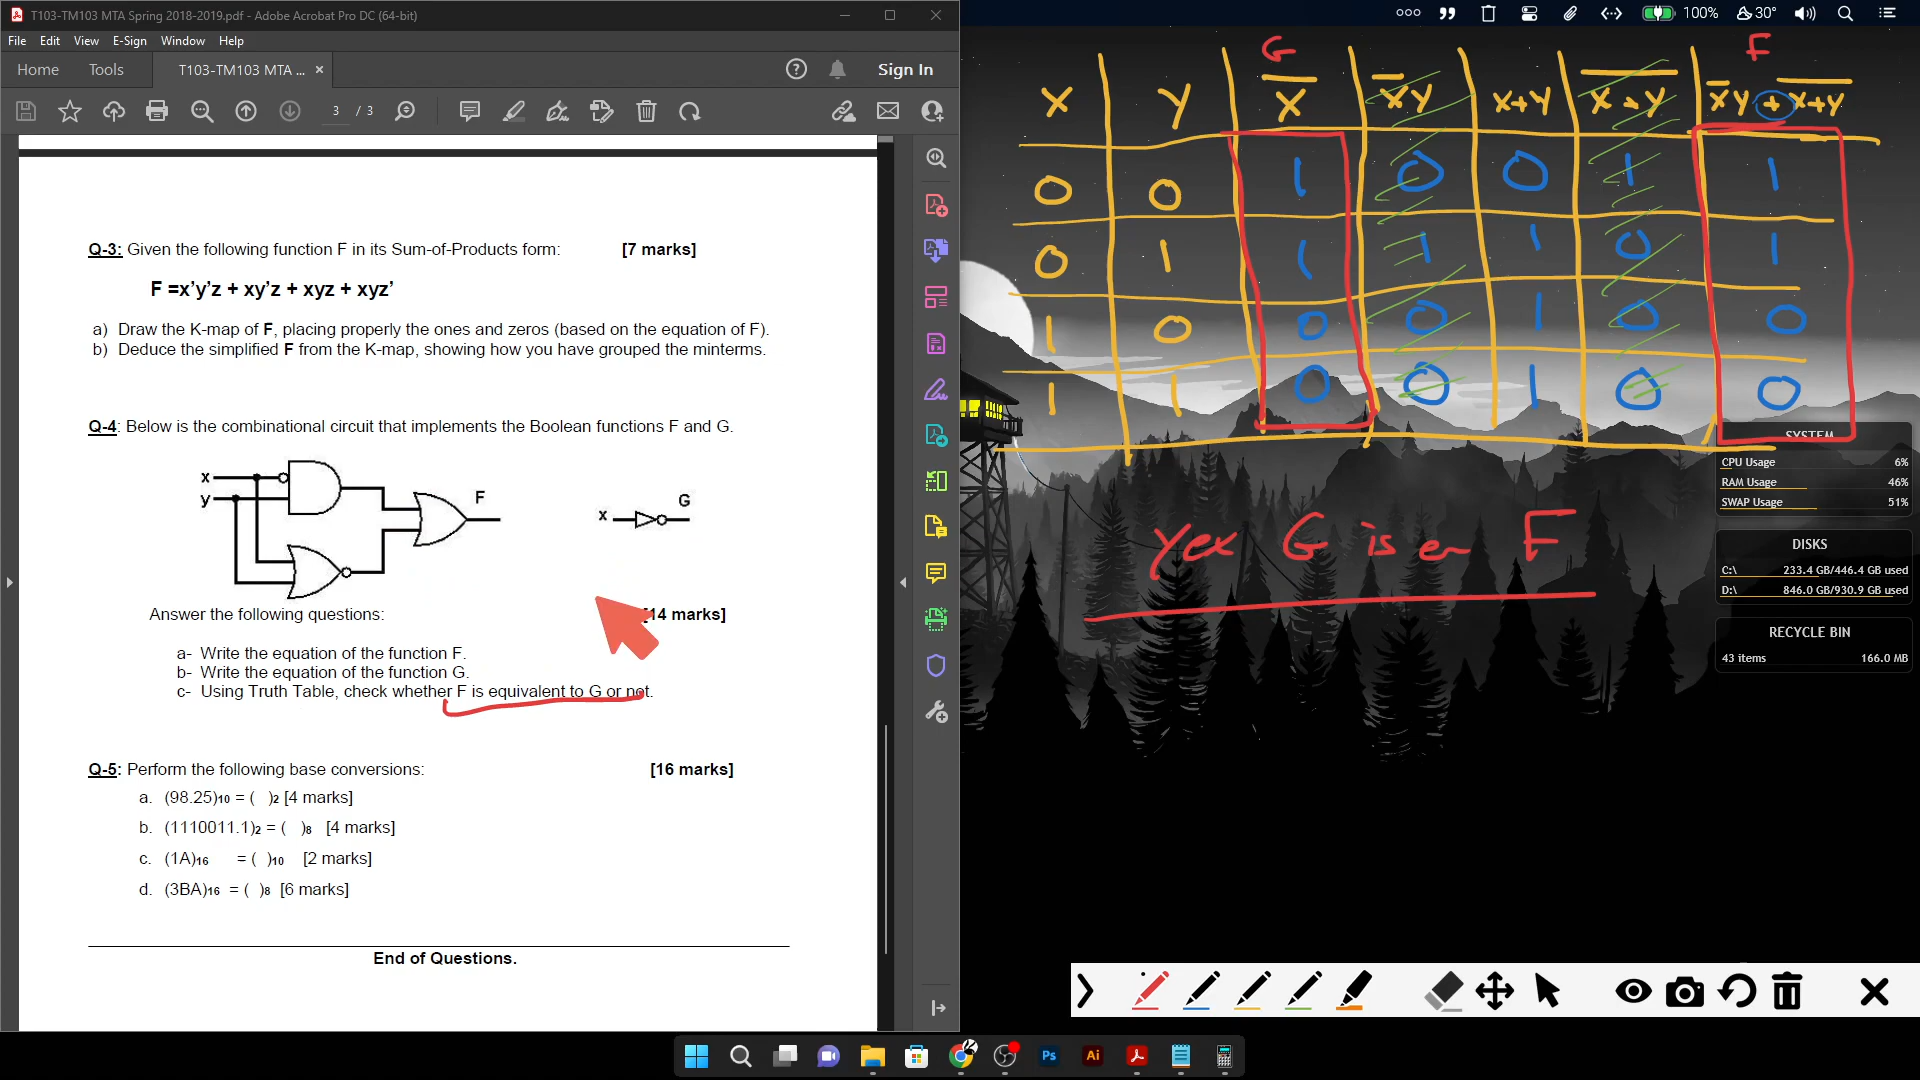 T103-TM103 MTA Spring 2018-2019.pdf - Adobe Acrobat Pro DC (64-bit)
File Edit View E-Sign Window Help
Home Tools T103-TM103 MTA ... × Sign In
3 / 3
Q-3: Given the following function F in its Sum-of-Products form: [7 marks]
F =x'y'z + xy'z + xyz + xyz'
a) Draw the K-map of F, placing properly the ones and zeros (based on the equation of F).
b) Deduce the simplified F from the K-map, showing how you have grouped the minterms.
Q-4: Below is the combinational circuit that implements the Boolean functions F and G.
x
y
F
x
G
Answer the following questions: [14 marks]
a- Write the equation of the function F.
b- Write the equation of the function G.
c- Using Truth Table, check whether F is equivalent to G or not.
Q-5: Perform the following base conversions: [16 marks]
a. (98.25)₁₀ = ( )₂ [4 marks]
b. (1110011.1)₂ = ( )₈ [4 marks]
c. (1A)₁₆ = ( )₁₀ [2 marks]
d. (3BA)₁₆ = ( )₈ [6 marks]
End of Questions.
100% 30°
G F
X Y X̅ X̅Y X+Y X̅+̅Y̅ X̅Y + X̅+̅Y̅
0 0 1 0 0 1 1
0 1 1 1 1 0 1
1 0 0 0 1 0 0
1 1 0 0 1 0 0
G is F
SYSTEM
CPU Usage 6%
RAM Usage 46%
SWAP Usage 51%
DISKS
C:\ 233.4 GB/446.4 GB used
D:\ 846.0 GB/930.9 GB used
RECYCLE BIN
43 items 166.0 MB
Ps Ai